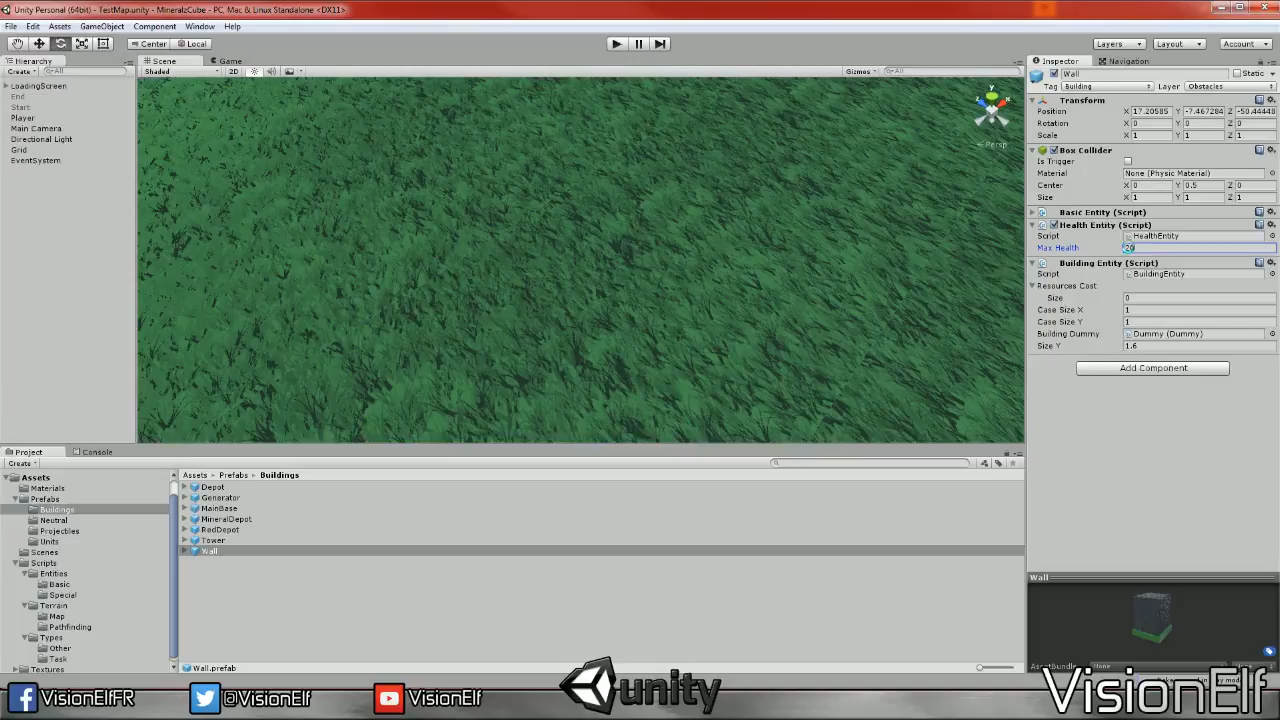 Unity Personal (64bit) - TestMap.unity - MineralzCube - PC, Mac & Linux Standalone <DX11>
File Edit Assets GameObject Component Window Help
Center Local Layers Layout Account
Hierarchy Scene Game Inspector Navigation
Create All Shaded 2D Gizmos All Wall Static
Tag Building Layer Obstacles
LoadingScreen
End
Start
Player
Main Camera
Directional Light
Grid
EventSystem
y
x
z
Persp
Transform
Position X 17.20585 Y -7.467284 Z -50.44448
Rotation X 0 Y 0 Z 0
Scale X 1 Y 1 Z 1
Box Collider
Is Trigger
Material None (Physic Material)
Center X 0 Y 0.5 Z 0
Size X 1 Y 1 Z 1
Basic Entity (Script)
Health Entity (Script)
Script HealthEntity
Max Health 20
Building Entity (Script)
Script BuildingEntity
Resources Cost
Size 0
Case Size X 1
Case Size Y 1
Building Dummy Dummy (Dummy)
Size Y 1.6
Add Component
Project Console
Create
Assets
Materials
Prefabs
Buildings
Neutral
Projectiles
Units
Scenes
Scripts
Entities
Basic
Special
Terrain
Map
Pathfinding
Types
Other
Task
Textures
Assets Prefabs Buildings
Depot
Generator
MainBase
MineralDepot
RedDepot
Tower
Wall
Wall.prefab
Wall
AssetBundle None
VisionElfFR @VisionElf VisionElf unity VisionElf